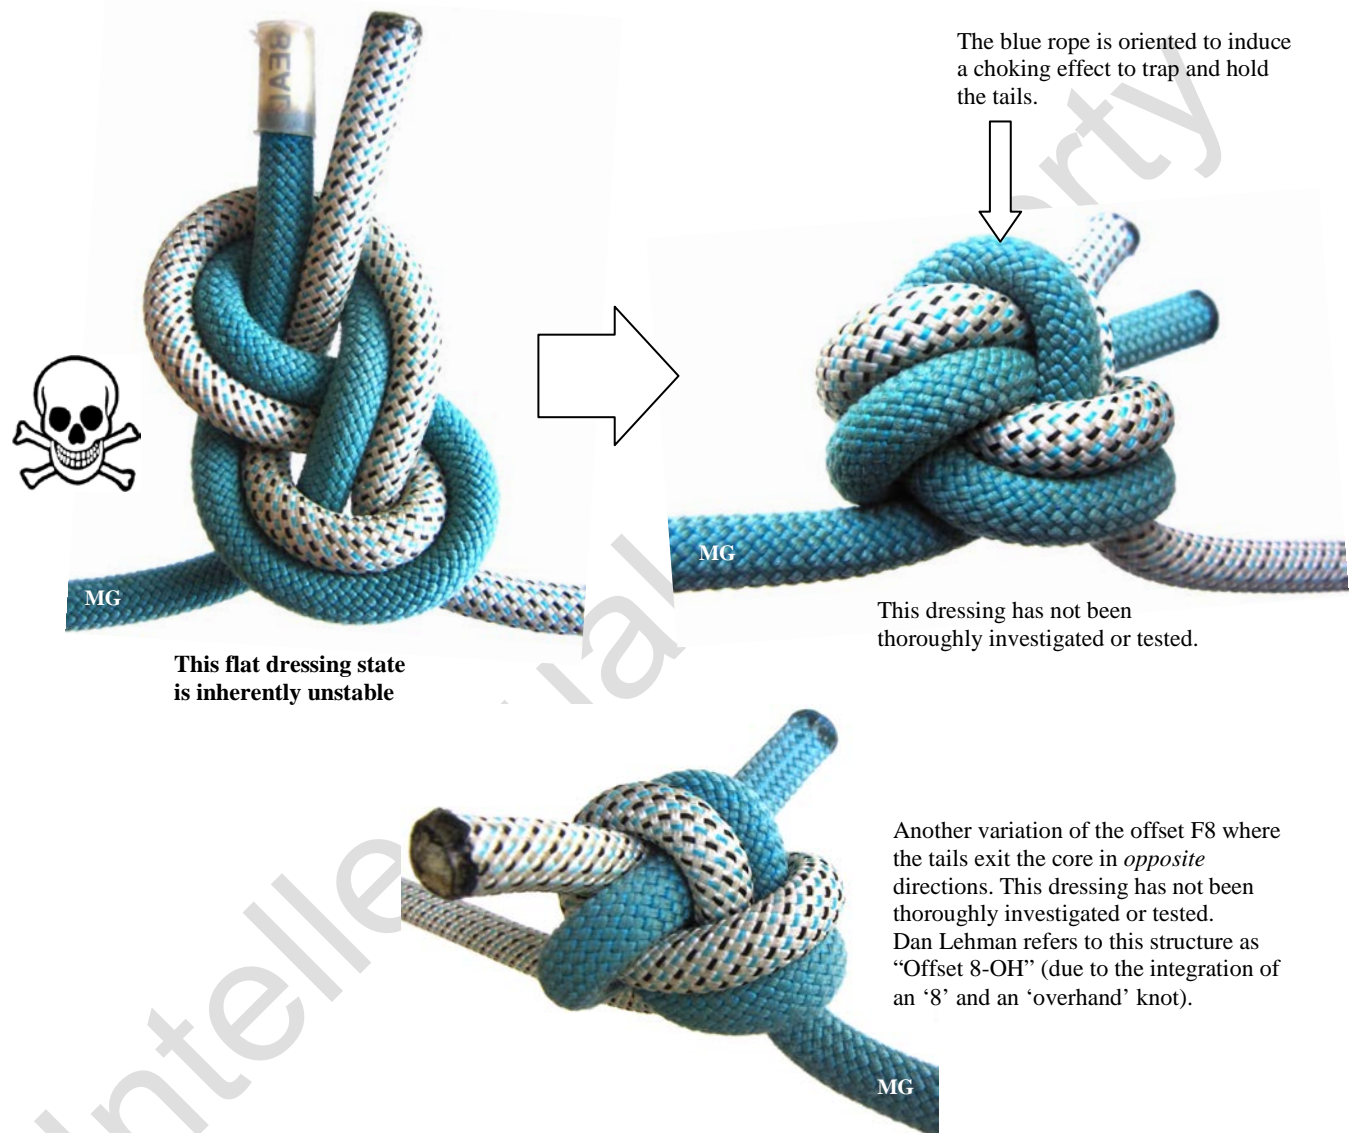 The blue rope is oriented to induce
a choking effect to trap and hold
the tails.
BEAL
MG
MG
This dressing has not been
thoroughly investigated or tested.
This flat dressing state
is inherently unstable
Another variation of the offset F8 where
the tails exit the core in opposite
directions. This dressing has not been
thoroughly investigated or tested.
Dan Lehman refers to this structure as
“Offset 8-OH” (due to the integration of
an ‘8’ and an ‘overhand’ knot).
MG